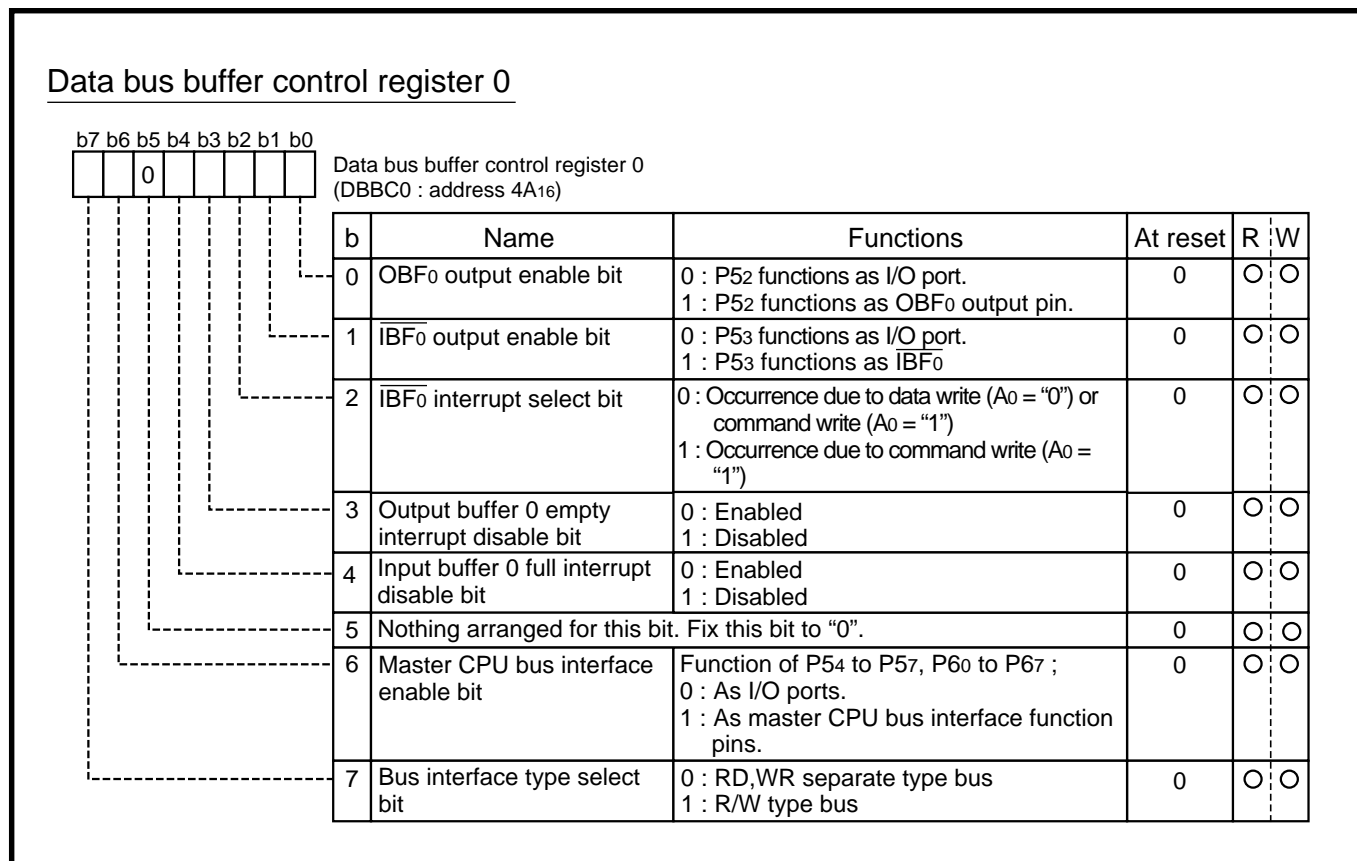 Data bus buffer control register 0
b7 b6 b5 b4 b3 b2 b1 b0
0
Data bus buffer control register 0
(DBBC0 : address 4A16)
b Name Functions At reset R W
0 OBF0 output enable bit 0 : P52 functions as I/O port. 0 O O
1 : P52 functions as OBF0 output pin.
1 IBF0 output enable bit 0 : P53 functions as I/O port. 0 O O
1 : P53 functions as IBF0
2 IBF0 interrupt select bit 0 : Occurrence due to data write (A0 = “0”) or 0 O O
command write (A0 = “1”)
1 : Occurrence due to command write (A0 =
“1”)
3 Output buffer 0 empty 0 : Enabled 0 O O
interrupt disable bit 1 : Disabled
4 Input buffer 0 full interrupt 0 : Enabled 0 O O
disable bit 1 : Disabled
5 Nothing arranged for this bit. Fix this bit to “0”. 0 O O
6 Master CPU bus interface Function of P54 to P57, P60 to P67 ; 0 O O
enable bit 0 : As I/O ports.
1 : As master CPU bus interface function
pins.
7 Bus interface type select 0 : RD,WR separate type bus 0 O O
bit 1 : R/W type bus